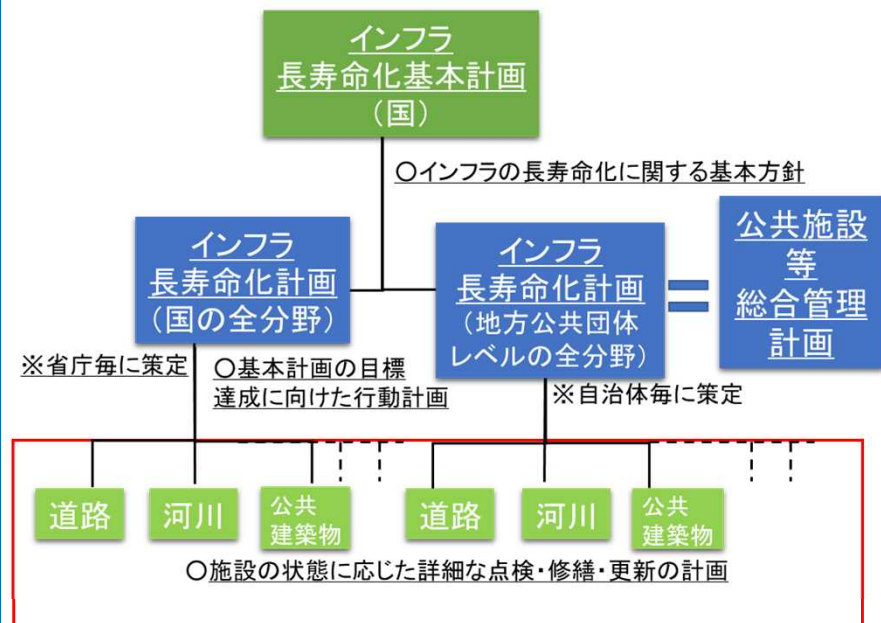 インフラ
長寿命化基本計画
（国）
○インフラの長寿命化に関する基本方針
インフラ
長寿命化計画
（国の全分野）
インフラ
長寿命化計画
（地方公共団体
レベルの全分野）
＝
公共施設
等
総合管理
計画
※省庁毎に策定
○基本計画の目標
達成に向けた行動計画
※自治体毎に策定
道路
河川
公共
建築物
道路
河川
公共
建築物
○施設の状態に応じた詳細な点検・修繕・更新の計画